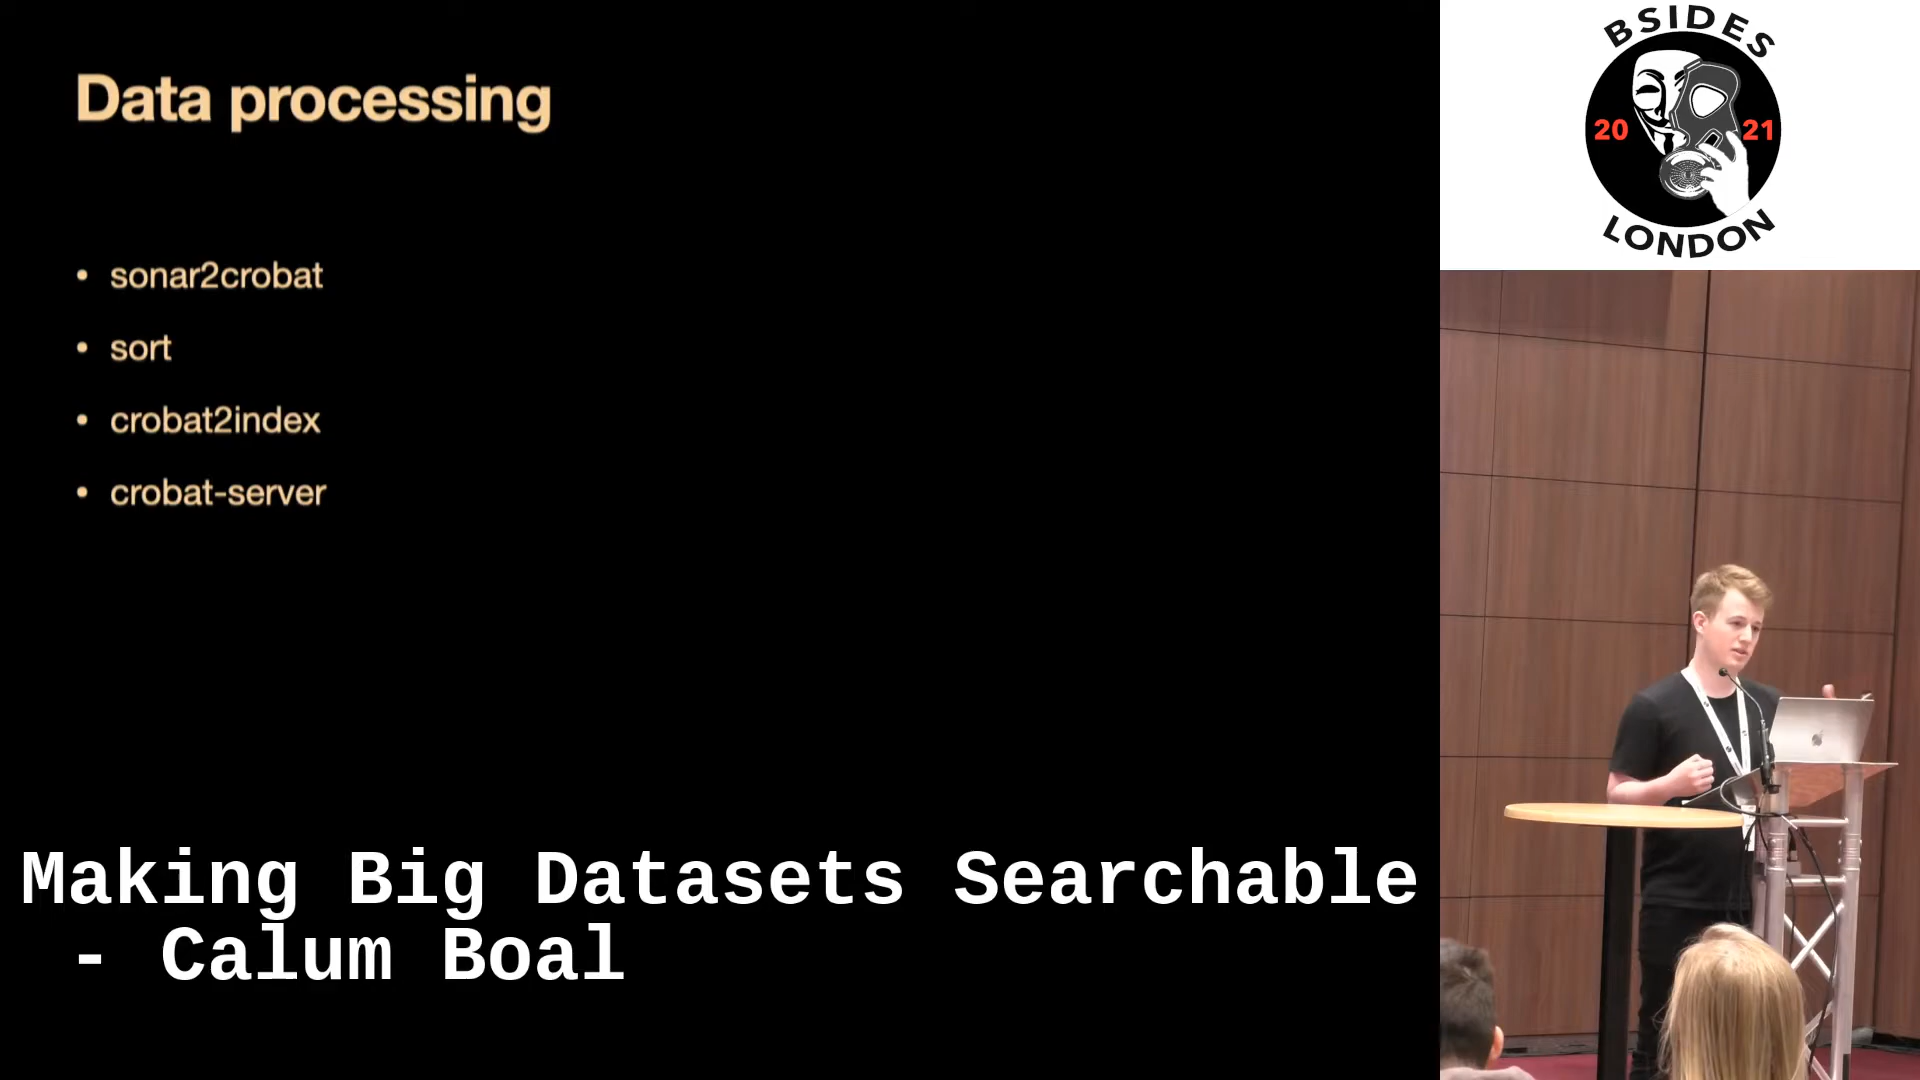 Data processing
• sonar2crobat
• sort
• crobat2index
• crobat-server
Making Big Datasets Searchable
- Calum Boal
BSIDES
20 21
LONDON